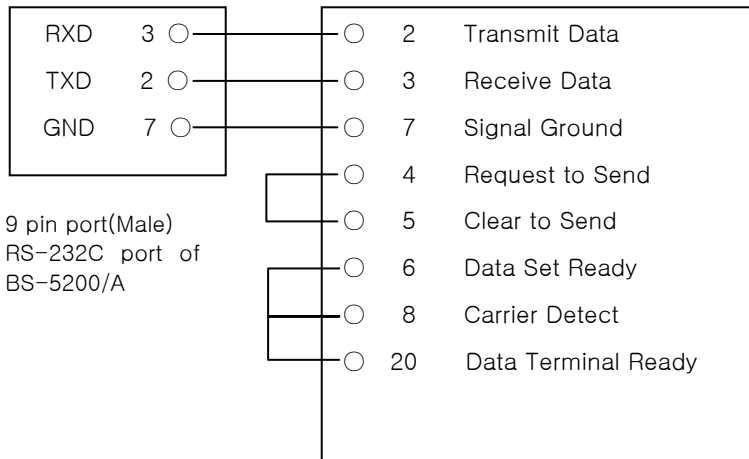 RXD 3 2 Transmit Data
TXD 2 3 Receive Data
GND 7 7 Signal Ground
4 Request to Send
5 Clear to Send
6 Data Set Ready
8 Carrier Detect
20 Data Terminal Ready
9 pin port(Male)
RS-232C port of
BS-5200/A